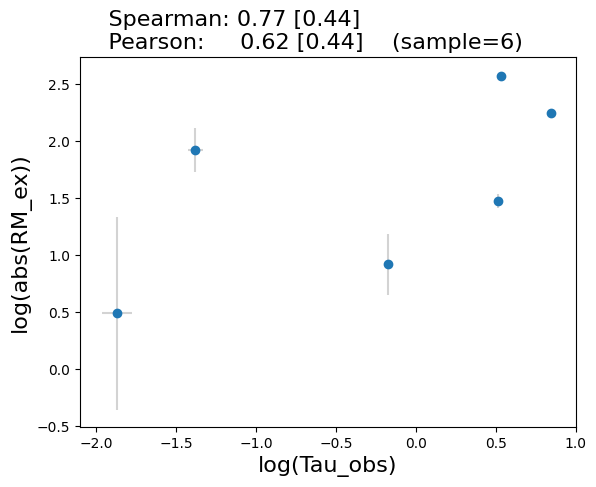 Spearman: 0.77 [0.44]
Pearson: 0.62 [0.44] (sample=6)
log(abs(RM_ex))
2.5
2.0
1.5
1.0
0.5
0.0
−0.5
−2.0 −1.5 −1.0 −0.5 0.0 0.5 1.0
log(Tau_obs)